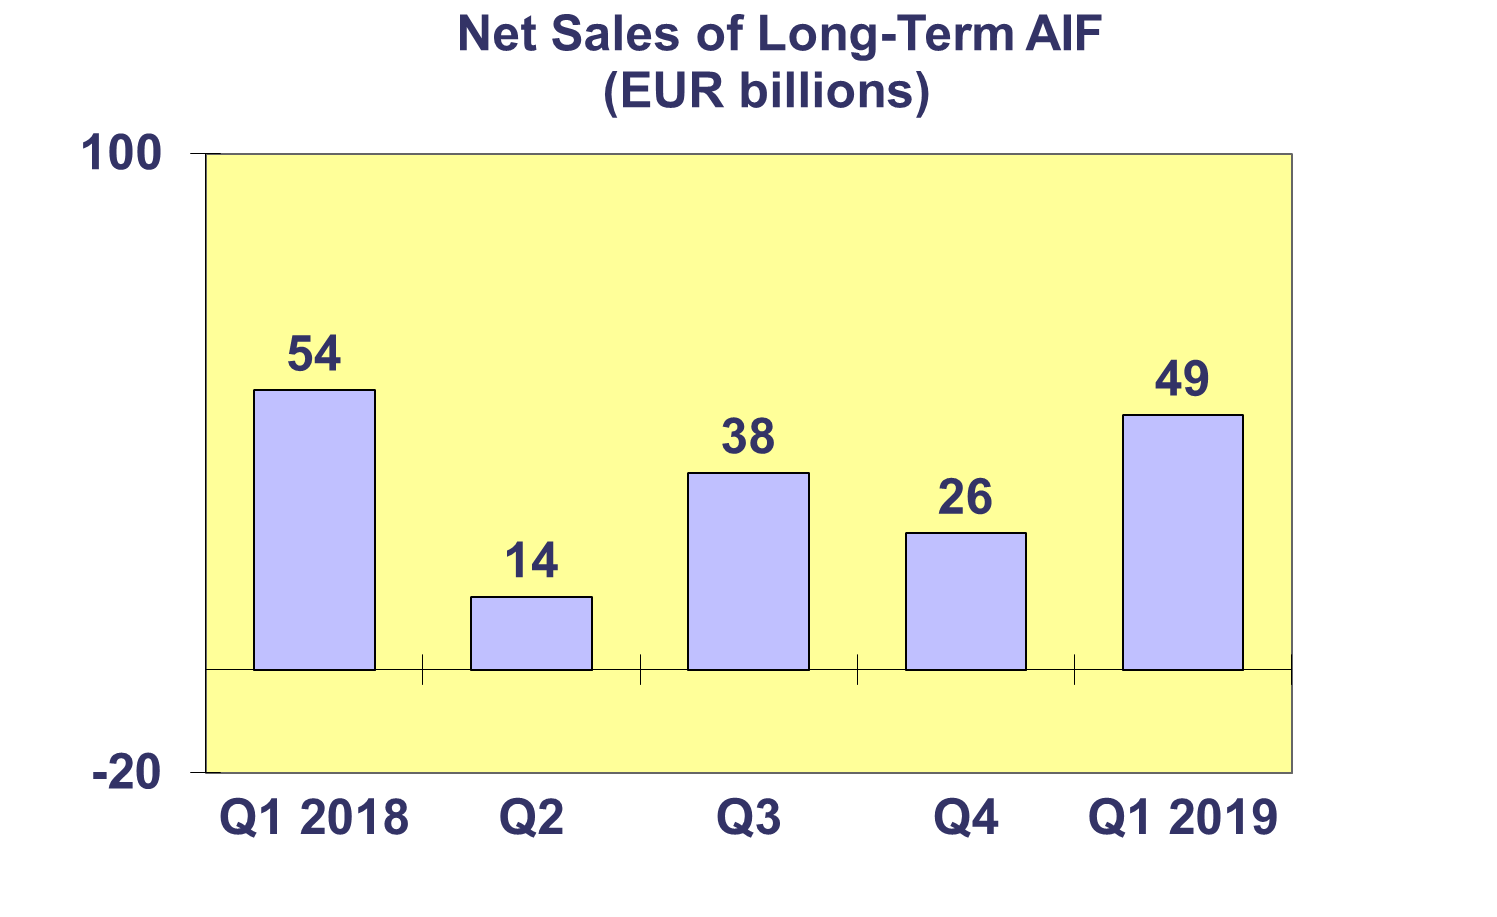 Net Sales of Long-Term AIF
(EUR billions)
100
54
49
38
26
14
-20
Q1 2018 Q2 Q3 Q4 Q1 2019